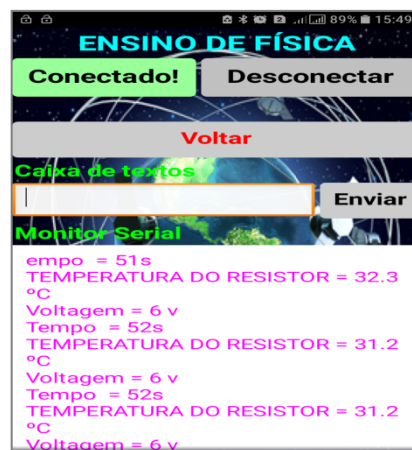 89% 15:49
ENSINO DE FÍSICA
Conectado! Desconectar
Voltar
Caixa de textos
Enviar
Monitor Serial
empo = 51s
TEMPERATURA DO RESISTOR = 32.3
ºC
Voltagem = 6 v
Tempo = 52s
TEMPERATURA DO RESISTOR = 31.2
ºC
Voltagem = 6 v
Tempo = 52s
TEMPERATURA DO RESISTOR = 31.2
ºC
Voltagem = 6 v